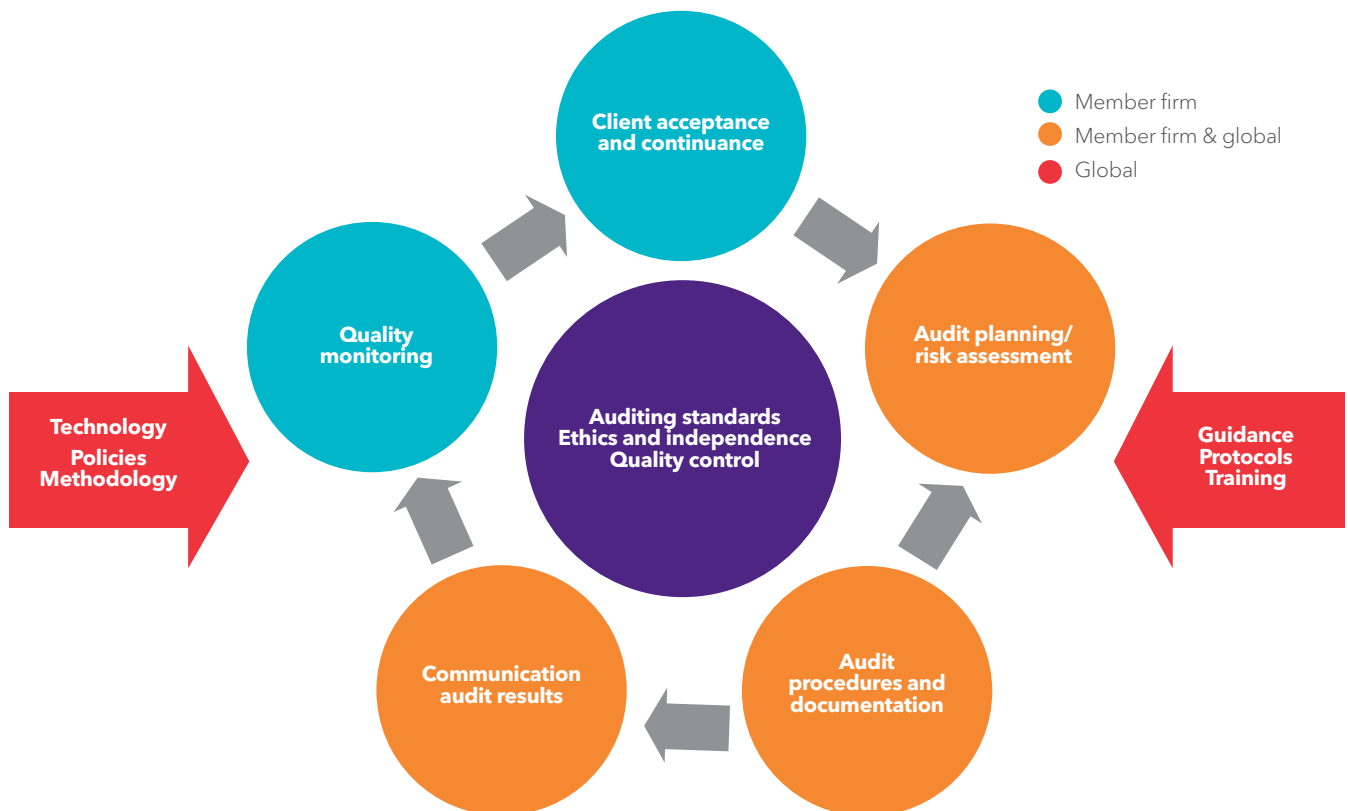 Client acceptance
and continuance
Member firm
Member firm & global
Global
Quality
monitoring
Audit planning/
risk assessment
Technology
Policies
Methodology
Auditing standards
Ethics and independence
Quality control
Guidance
Protocols
Training
Communication
audit results
Audit
procedures and
documentation